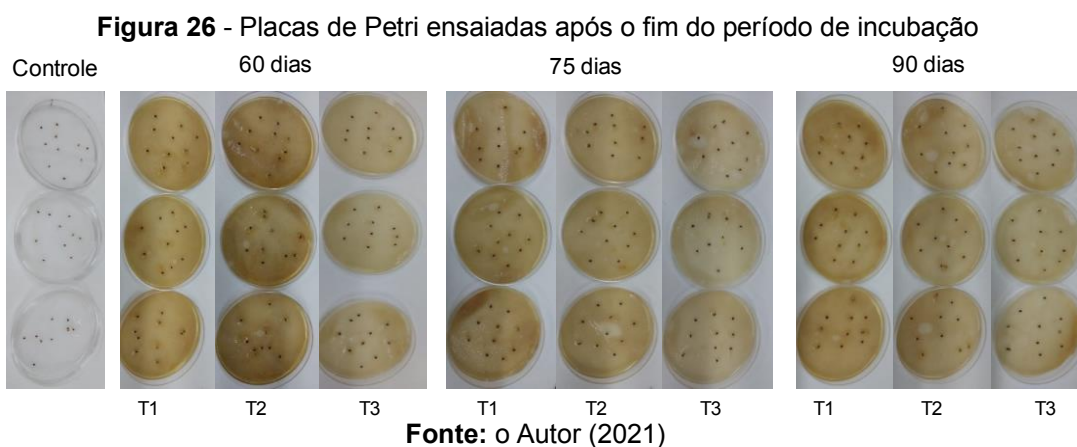 Figura 26 - Placas de Petri ensaiadas após o fim do período de incubação
Controle 60 dias 75 dias 90 dias
T1 T2 T3 T1 T2 T3 T1 T2 T3
Fonte: o Autor (2021)